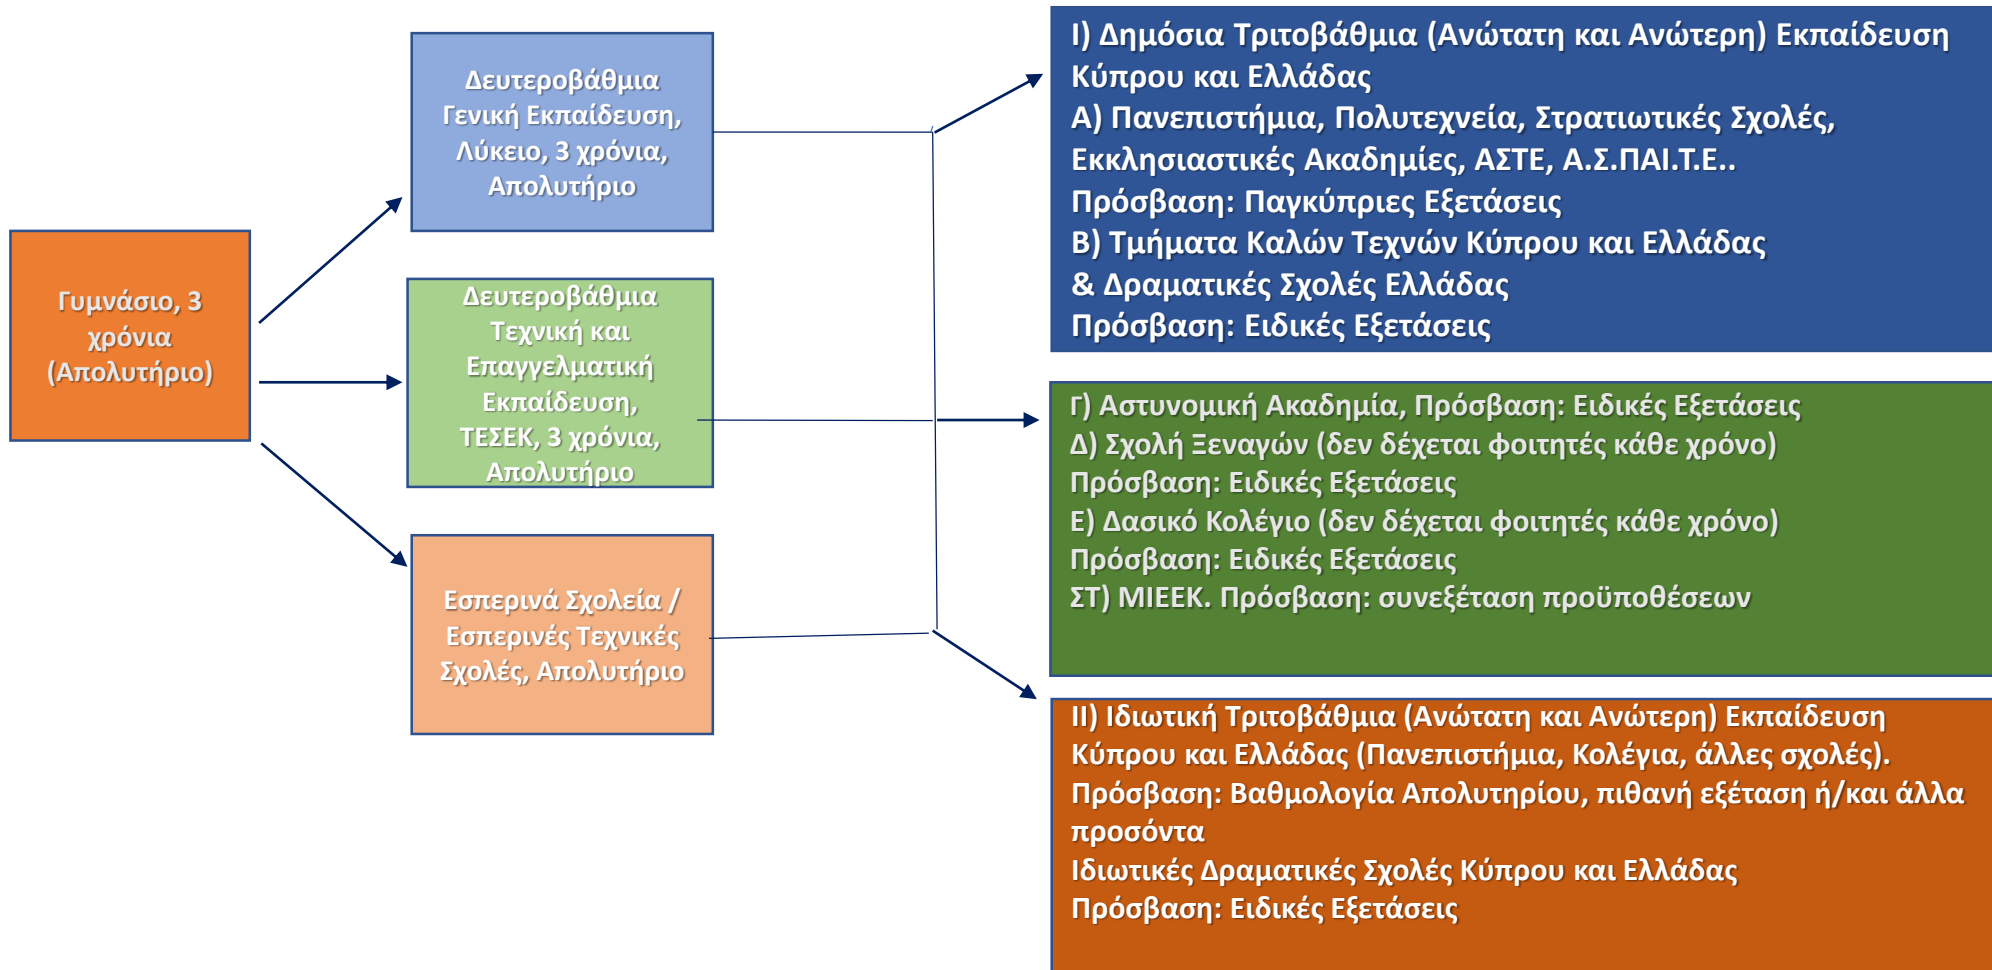 Γυμνάσιο, 3
χρόνια
(Απολυτήριο)
Δευτεροβάθμια
Γενική Εκπαίδευση,
Λύκειο, 3 χρόνια,
Απολυτήριο
Δευτεροβάθμια
Τεχνική και
Επαγγελματική
Εκπαίδευση,
ΤΕΣΕΚ, 3 χρόνια,
Απολυτήριο
Εσπερινά Σχολεία /
Εσπερινές Τεχνικές
Σχολές, Απολυτήριο
Ι) Δημόσια Τριτοβάθμια (Ανώτατη και Ανώτερη) Εκπαίδευση
Κύπρου και Ελλάδας
Α) Πανεπιστήμια, Πολυτεχνεία, Στρατιωτικές Σχολές,
Εκκλησιαστικές Ακαδημίες, ΑΣΤΕ, Α.Σ.ΠΑΙ.Τ.Ε..
Πρόσβαση: Παγκύπριες Εξετάσεις
Β) Τμήματα Καλών Τεχνών Κύπρου και Ελλάδας
& Δραματικές Σχολές Ελλάδας
Πρόσβαση: Ειδικές Εξετάσεις
Γ) Αστυνομική Ακαδημία, Πρόσβαση: Ειδικές Εξετάσεις
Δ) Σχολή Ξεναγών (δεν δέχεται φοιτητές κάθε χρόνο)
Πρόσβαση: Ειδικές Εξετάσεις
Ε) Δασικό Κολέγιο (δεν δέχεται φοιτητές κάθε χρόνο)
Πρόσβαση: Ειδικές Εξετάσεις
ΣΤ) ΜΙΕΕΚ. Πρόσβαση: συνεξέταση προϋποθέσεων
ΙΙ) Ιδιωτική Τριτοβάθμια (Ανώτατη και Ανώτερη) Εκπαίδευση
Κύπρου και Ελλάδας (Πανεπιστήμια, Κολέγια, άλλες σχολές).
Πρόσβαση: Βαθμολογία Απολυτηρίου, πιθανή εξέταση ή/και άλλα
προσόντα
Ιδιωτικές Δραματικές Σχολές Κύπρου και Ελλάδας
Πρόσβαση: Ειδικές Εξετάσεις